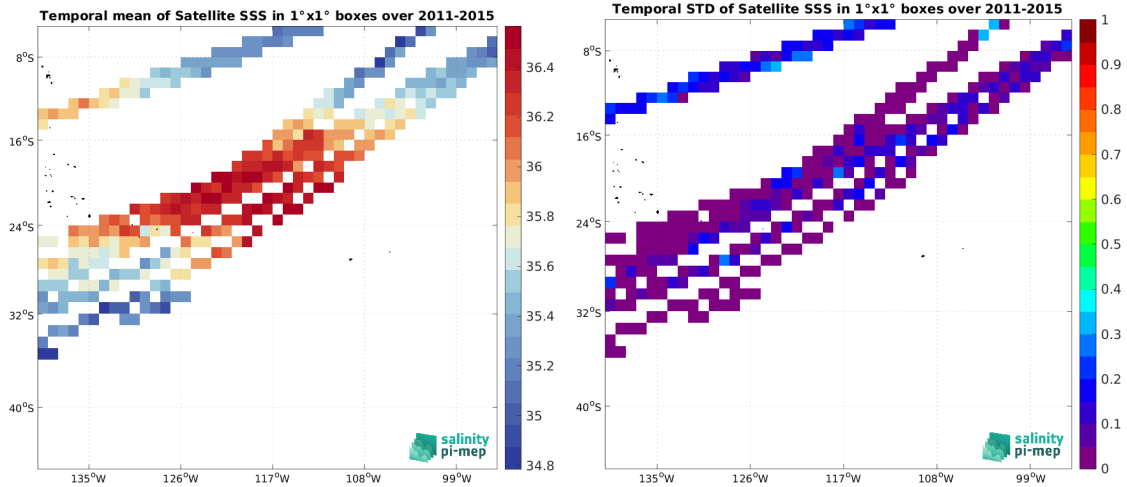 Temporal mean of Satellite SSS in 1°x1° boxes over 2011-2015
8°S
16°S
24°S
32°S
40°S
135°W
126°W
117°W
108°W
99°W
36.4
36.2
36
35.8
35.6
35.4
35.2
35
34.8
salinity
pi-mep
Temporal STD of Satellite SSS in 1°x1° boxes over 2011-2015
8°S
16°S
24°S
32°S
40°S
135°W
126°W
117°W
108°W
99°W
1
0.9
0.8
0.7
0.6
0.5
0.4
0.3
0.2
0.1
0
salinity
pi-mep